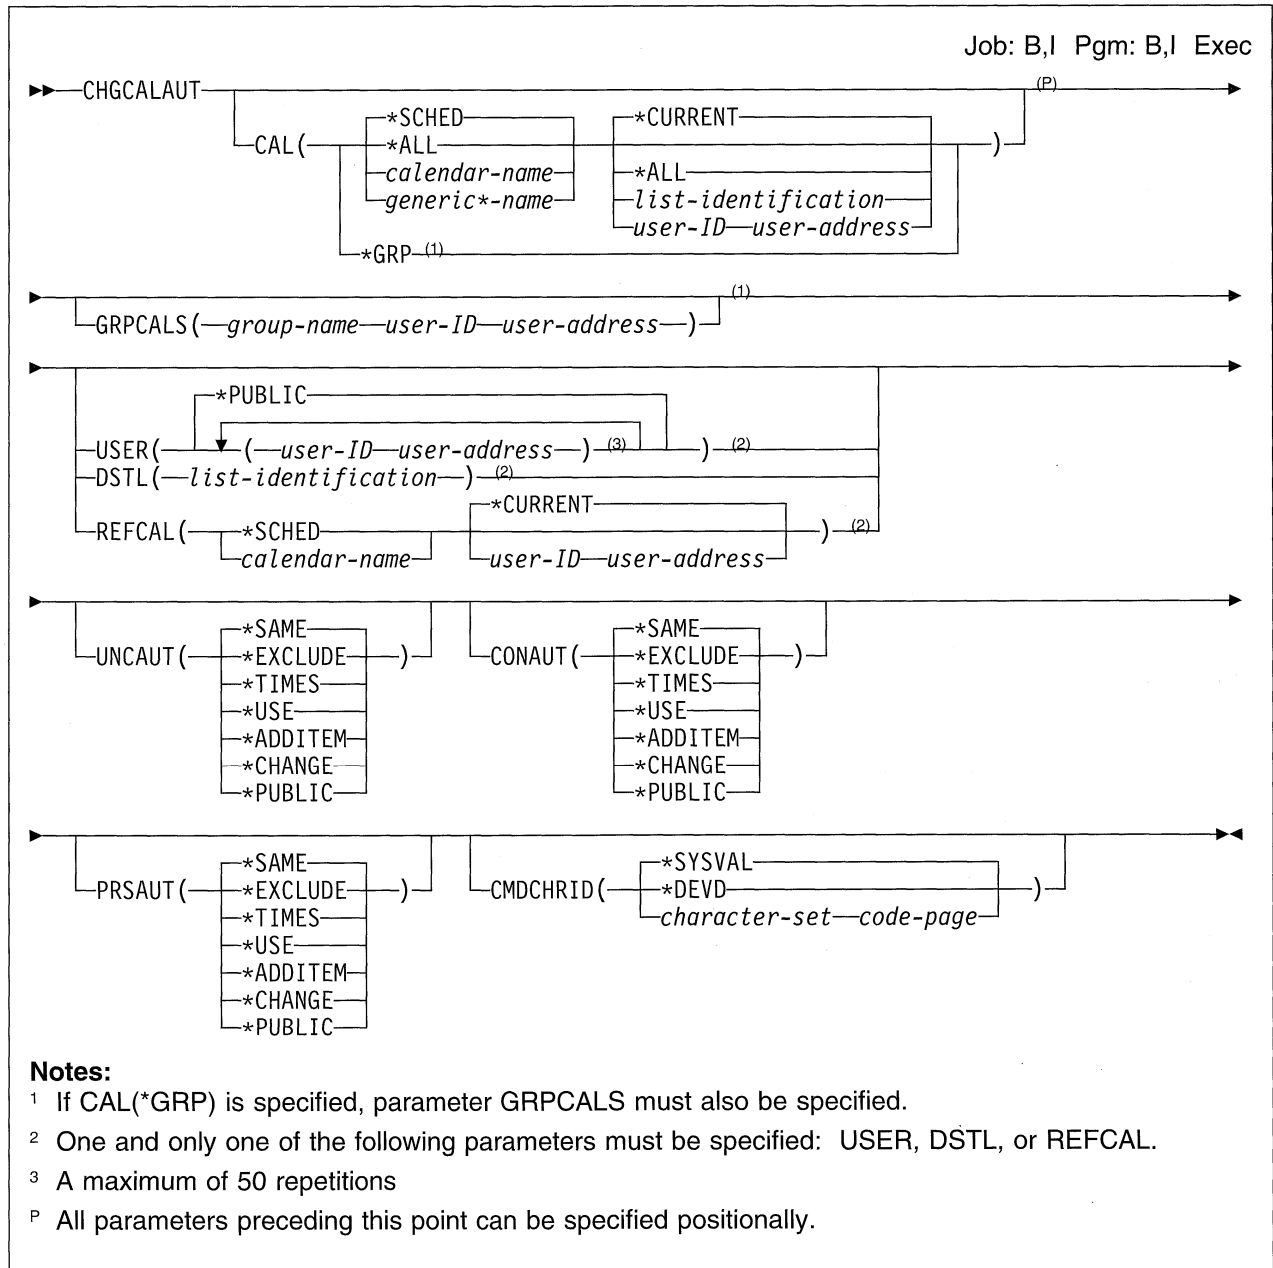 Job: B,I Pgm: B,I Exec
CHGCALAUT (P)
*SCHED *CURRENT
CAL( *ALL )
calendar-name *ALL
generic*-name list-identification
user-ID user-address
*GRP (1)
(1)
GRPCALS( group-name user-ID user-address )
*PUBLIC
USER( ( user-ID user-address ) (3) ) (2)
DSTL( list-identification ) (2)
*CURRENT
REFCAL( *SCHED ) (2)
calendar-name user-ID user-address
*SAME *SAME
UNCAUT( *EXCLUDE ) CONAUT( *EXCLUDE )
*TIMES *TIMES
*USE *USE
*ADDITEM *ADDITEM
*CHANGE *CHANGE
*PUBLIC *PUBLIC
*SAME *SYSVAL
PRSAUT( *EXCLUDE ) CMDCHRID( *DEVD )
*TIMES character-set code-page
*USE
*ADDITEM
*CHANGE
*PUBLIC
Notes:
1 If CAL(*GRP) is specified, parameter GRPCALS must also be specified.
2 One and only one of the following parameters must be specified: USER, DSTL, or REFCAL.
3 A maximum of 50 repetitions
P All parameters preceding this point can be specified positionally.